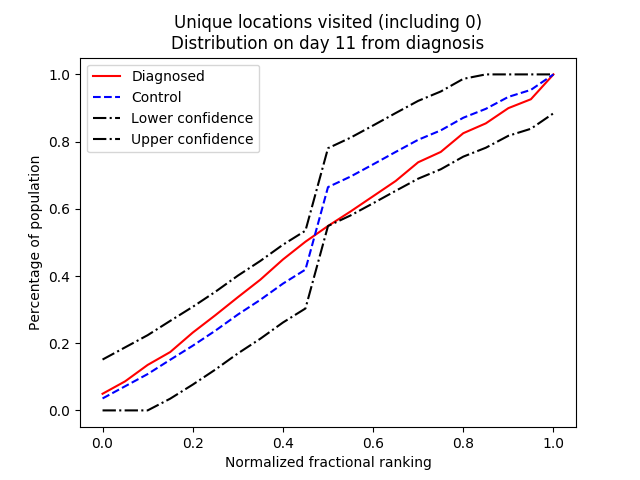 Unique locations visited (including 0)
Distribution on day 11 from diagnosis
Diagnosed
Control
Lower confidence
Upper confidence
Percentage of population
1.0
0.8
0.6
0.4
0.2
0.0
0.0 0.2 0.4 0.6 0.8 1.0
Normalized fractional ranking